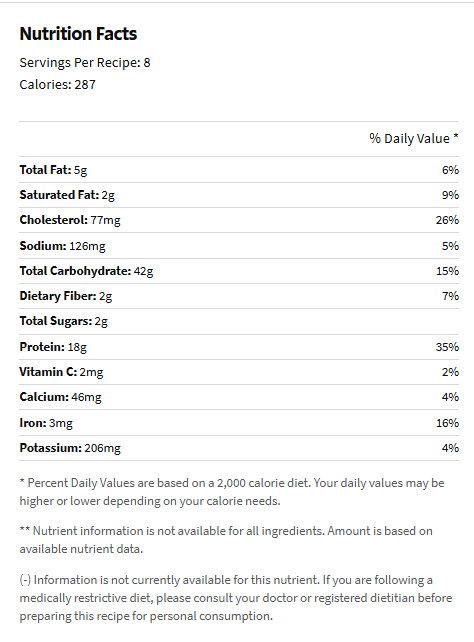 Nutrition Facts
Servings Per Recipe: 8
Calories: 287
% Daily Value *
Total Fat: 5g 6%
Saturated Fat: 2g 9%
Cholesterol: 77mg 26%
Sodium: 126mg 5%
Total Carbohydrate: 42g 15%
Dietary Fiber: 2g 7%
Total Sugars: 2g
Protein: 18g 35%
Vitamin C: 2mg 2%
Calcium: 46mg 4%
Iron: 3mg 16%
Potassium: 206mg 4%
* Percent Daily Values are based on a 2,000 calorie diet. Your daily values may be
higher or lower depending on your calorie needs.
** Nutrient information is not available for all ingredients. Amount is based on
available nutrient data.
(-) Information is not currently available for this nutrient. If you are following a
medically restrictive diet, please consult your doctor or registered dietitian before
preparing this recipe for personal consumption.